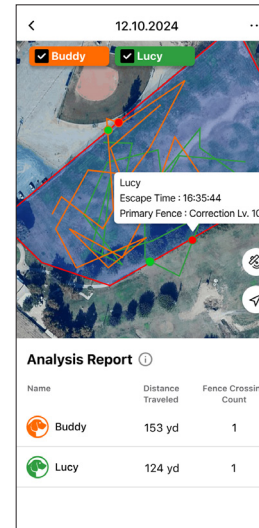 12.10.2024
Buddy
Lucy
Lucy
Escape Time : 16:35:44
Primary Fence : Correction Lv. 10
Analysis Report
Name
Distance
Traveled
Fence Crossin
Count
Buddy
153 yd
1
Lucy
124 yd
1